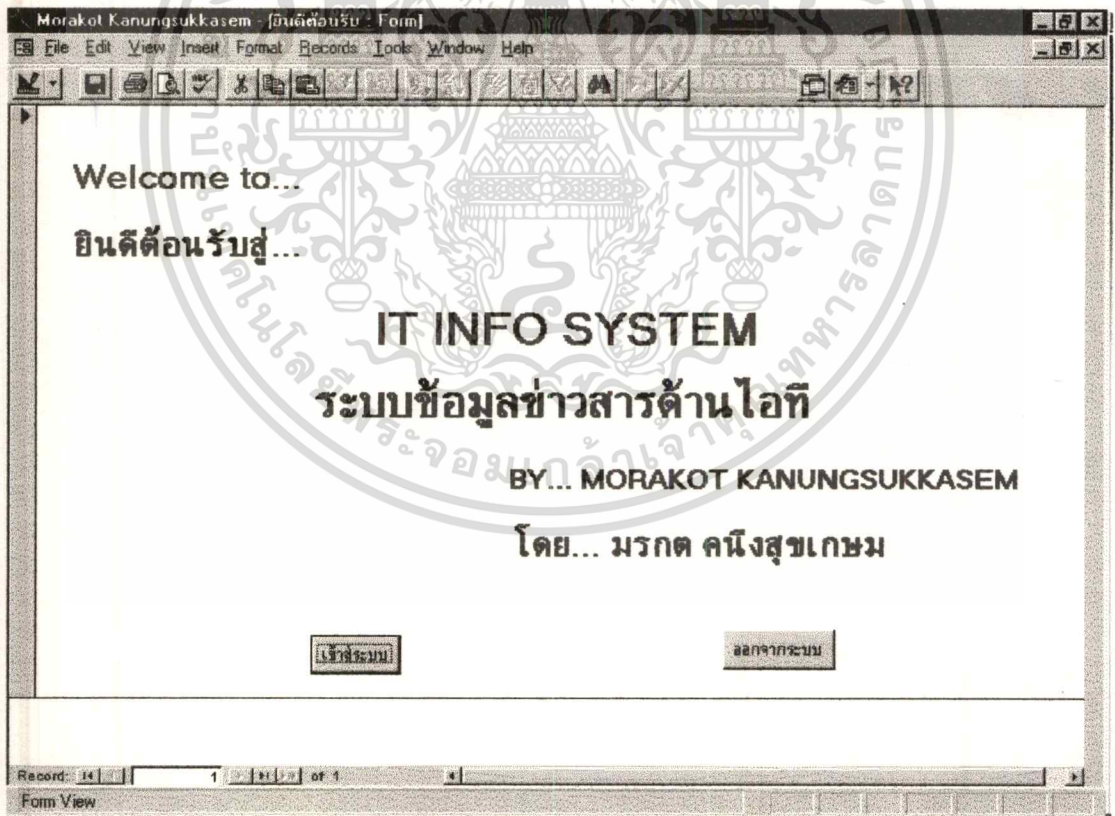 Morakot Kanungsukkasem - [ยินดีต้อนรับ : Form]
File Edit View Insert Format Records Tools Window Help
Welcome to...
ยินดีต้อนรับสู่...
IT INFO SYSTEM
ระบบข้อมูลข่าวสารด้านไอที
BY... MORAKOT KANUNGSUKKASEM
โดย... มรกต คนึงสุขเกษม
เข้าสู่ระบบ
ออกจากระบบ
Record: 1 of 1
Form View